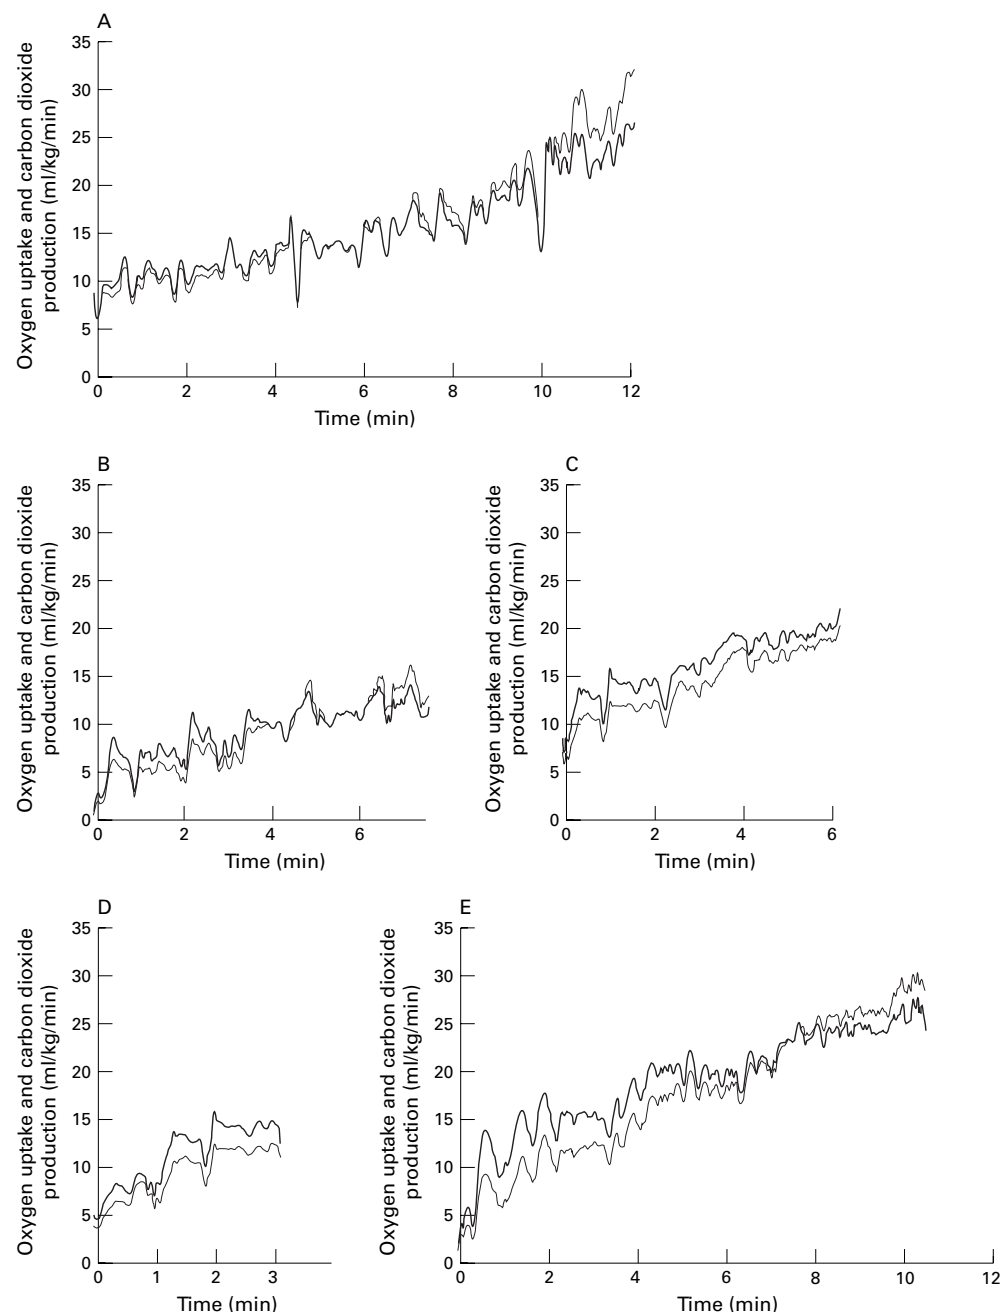 A
Oxygen uptake and carbon dioxide
production (ml/kg/min)
35
30
25
20
15
10
5
0
0 2 4 6 8 10 12
Time (min)
B
Oxygen uptake and carbon dioxide
production (ml/kg/min)
35
30
25
20
15
10
5
0
0 2 4 6
Time (min)
C
Oxygen uptake and carbon dioxide
production (ml/kg/min)
35
30
25
20
15
10
5
0
0 2 4 6
Time (min)
D
Oxygen uptake and carbon dioxide
production (ml/kg/min)
35
30
25
20
15
10
5
0
0 1 2 3
Time (min)
E
Oxygen uptake and carbon dioxide
production (ml/kg/min)
35
30
25
20
15
10
5
0
0 2 4 6 8 10 12
Time (min)